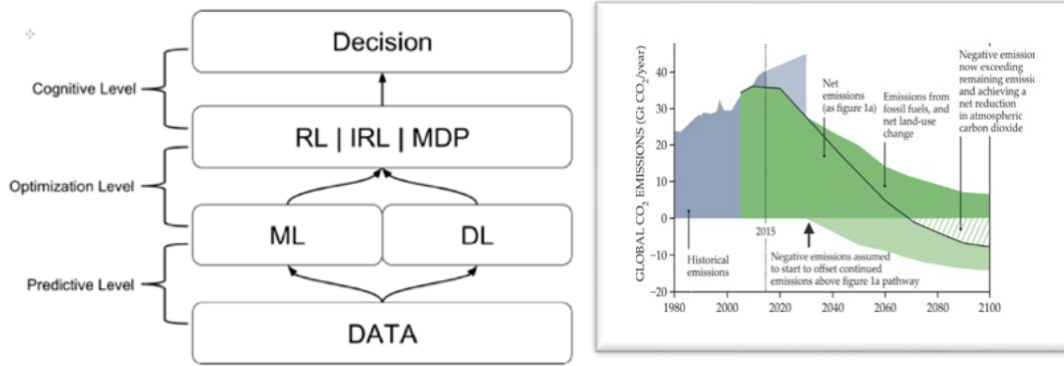 Decision
Cognitive Level
RL | IRL | MDP
Optimization Level
ML
DL
Predictive Level
DATA
GLOBAL CO₂ EMISSIONS (Gt CO₂/year)
40
30
20
10
0
−10
−20
1980
2000
2020
2040
2060
2080
2100
Historical
emissions
2015
Net
emissions
(as figure 1a)
Emissions from
fossil fuels, and
net land-use
change
Negative emission
now exceeding
remaining emissi
and achieving a
net reduction
in atmospheric
carbon dioxide
Negative emissions assumed
to start to offset continued
emissions above figure 1a pathway